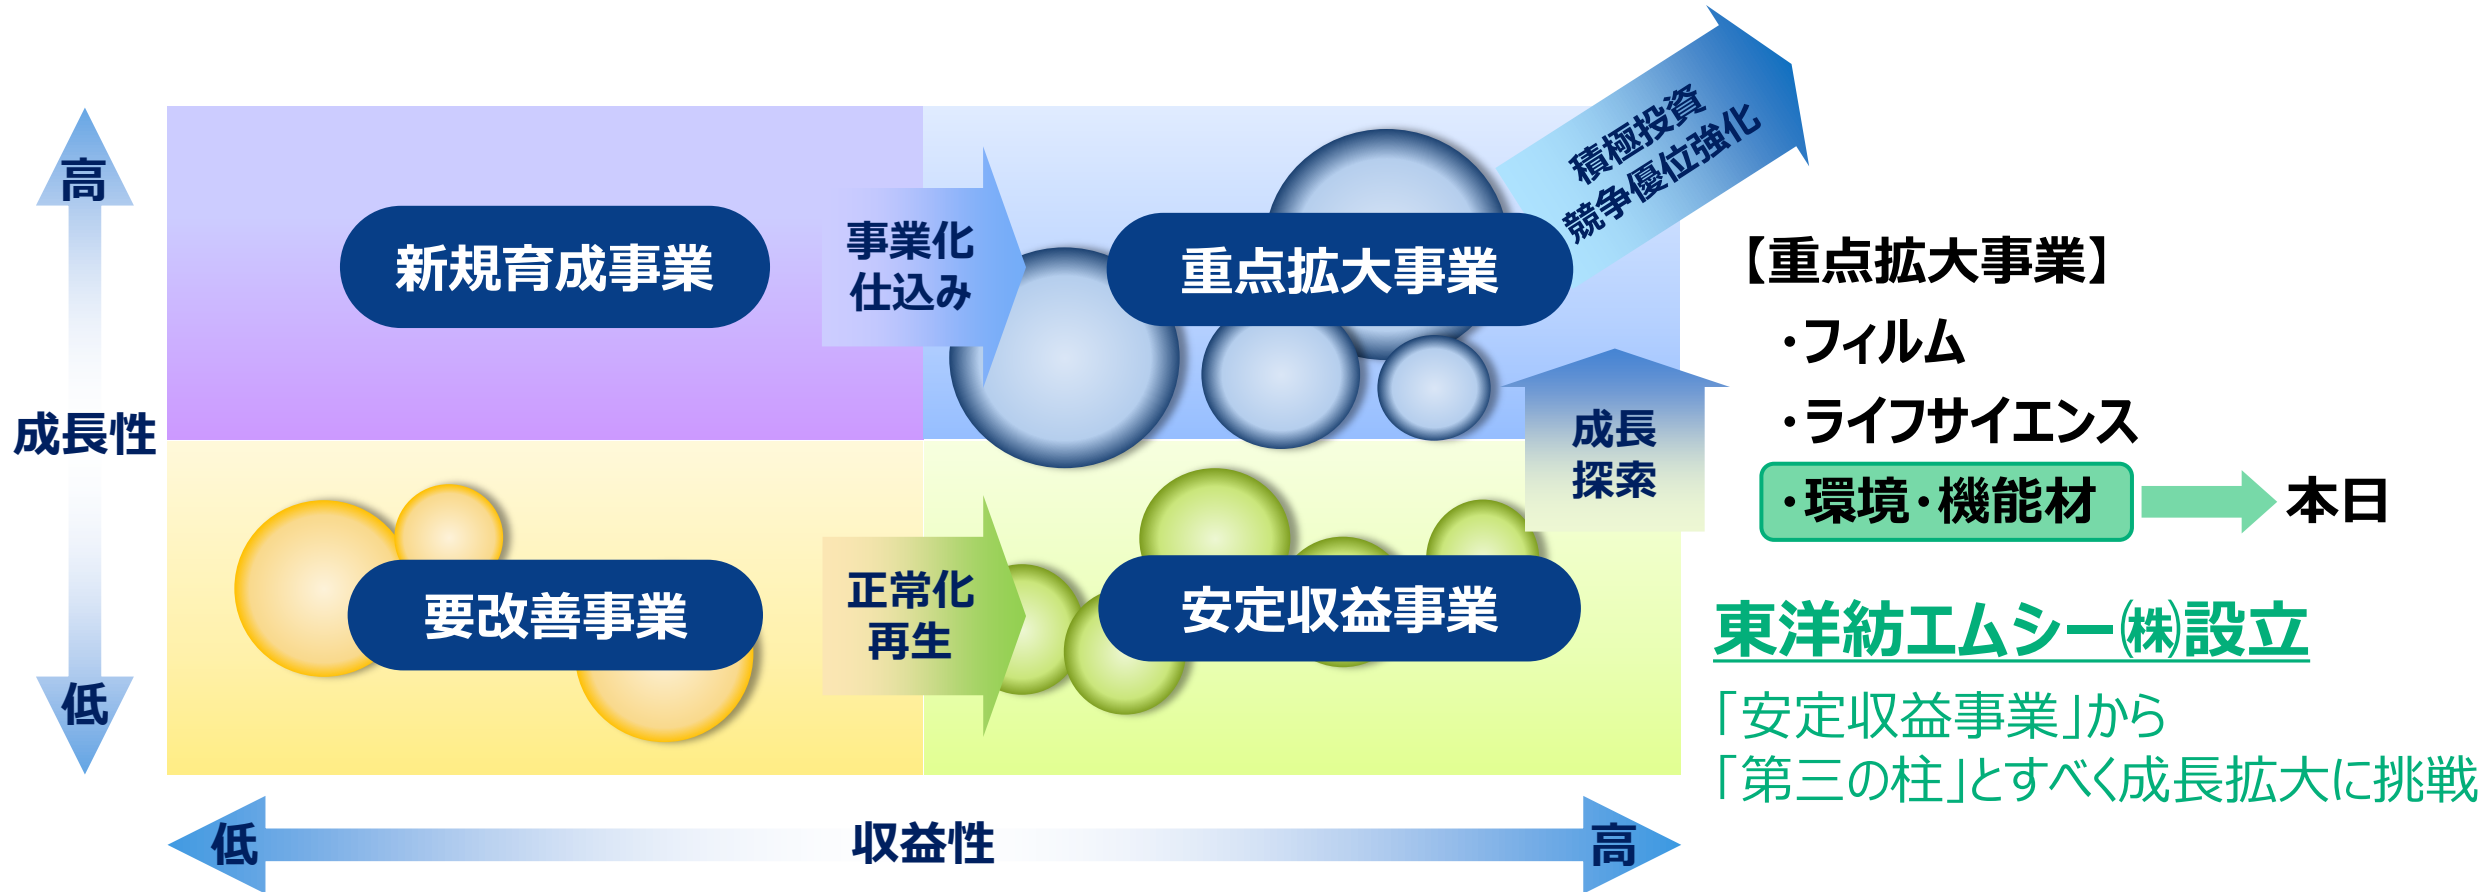 積極投資
競争優位強化
高
新規育成事業
事業化
仕込み
重点拡大事業
【重点拡大事業】
・フィルム
・ライフサイエンス
・環境・機能材
本日
成長性
成長
探索
要改善事業
正常化
再生
安定収益事業
東洋紡エムシー㈱設立
「安定収益事業」から
「第三の柱」とすべく成長拡大に挑戦
低
低
収益性
高